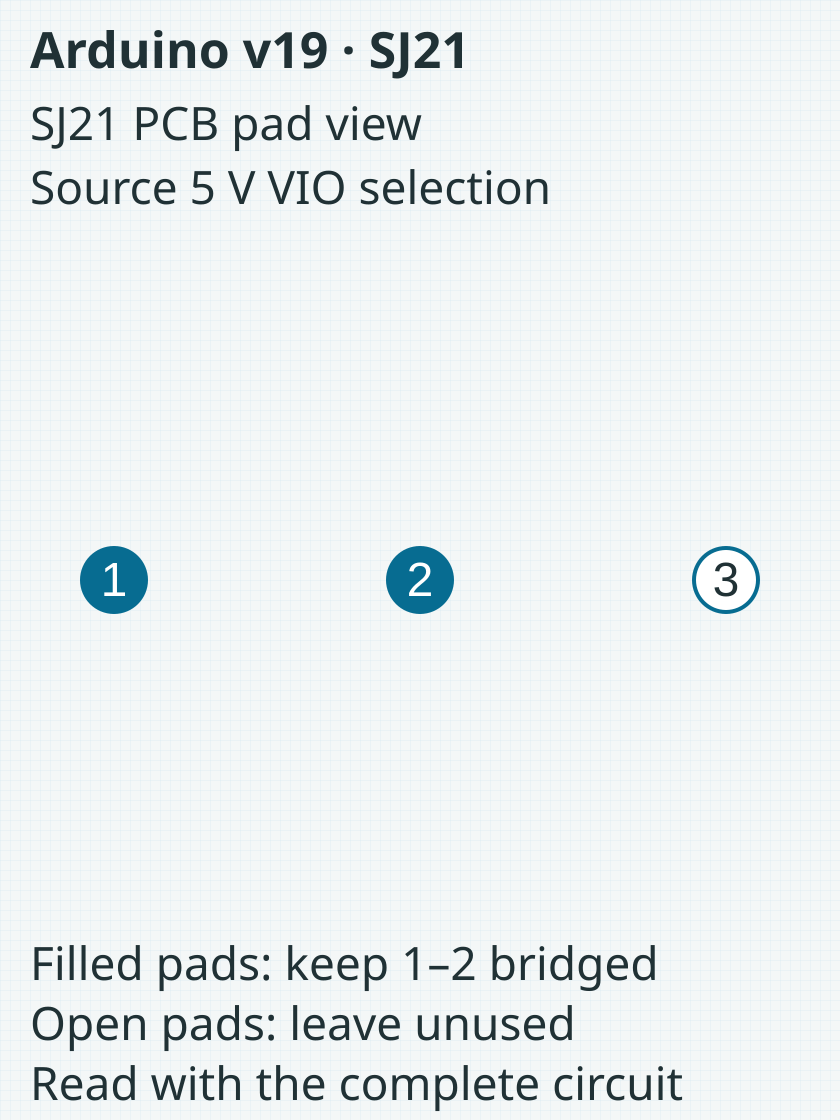 Arduino v19 · SJ21
SJ21 PCB pad view
Source 5 V VIO selection
1 2 3
Filled pads: keep 1–2 bridged
Open pads: leave unused
Read with the complete circuit